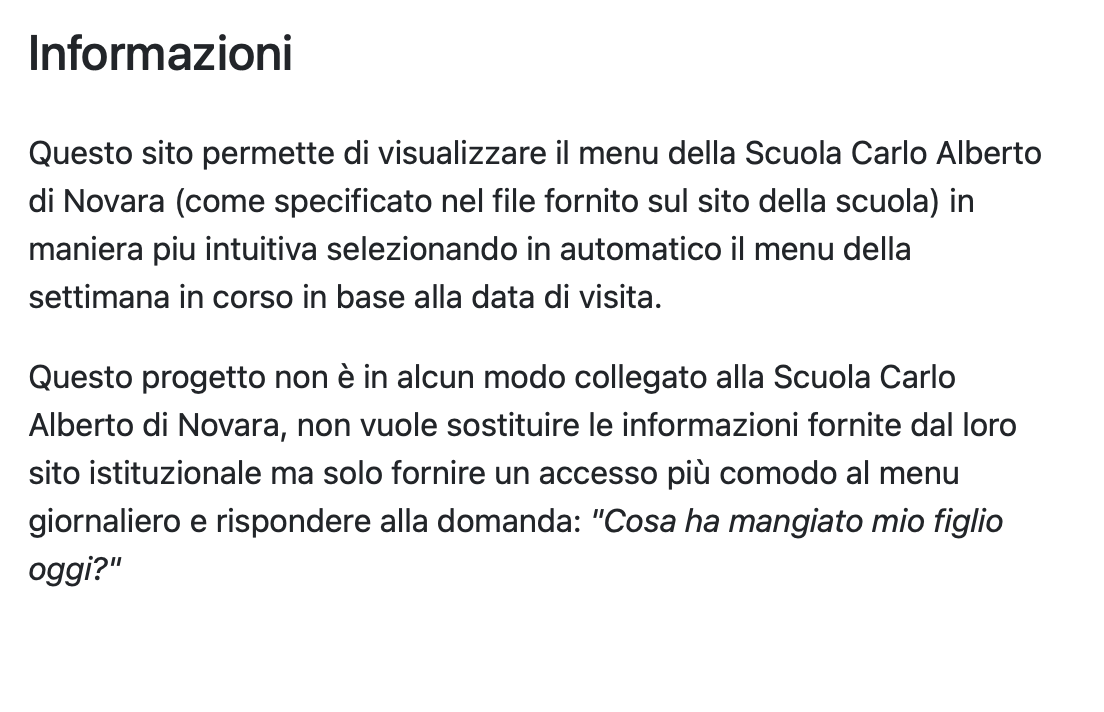 Informazioni
Questo sito permette di visualizzare il menu della Scuola Carlo Alberto
di Novara (come specificato nel file fornito sul sito della scuola) in
maniera piu intuitiva selezionando in automatico il menu della
settimana in corso in base alla data di visita.
Questo progetto non è in alcun modo collegato alla Scuola Carlo
Alberto di Novara, non vuole sostituire le informazioni fornite dal loro
sito istituzionale ma solo fornire un accesso più comodo al menu
giornaliero e rispondere alla domanda: "Cosa ha mangiato mio figlio
oggi?"